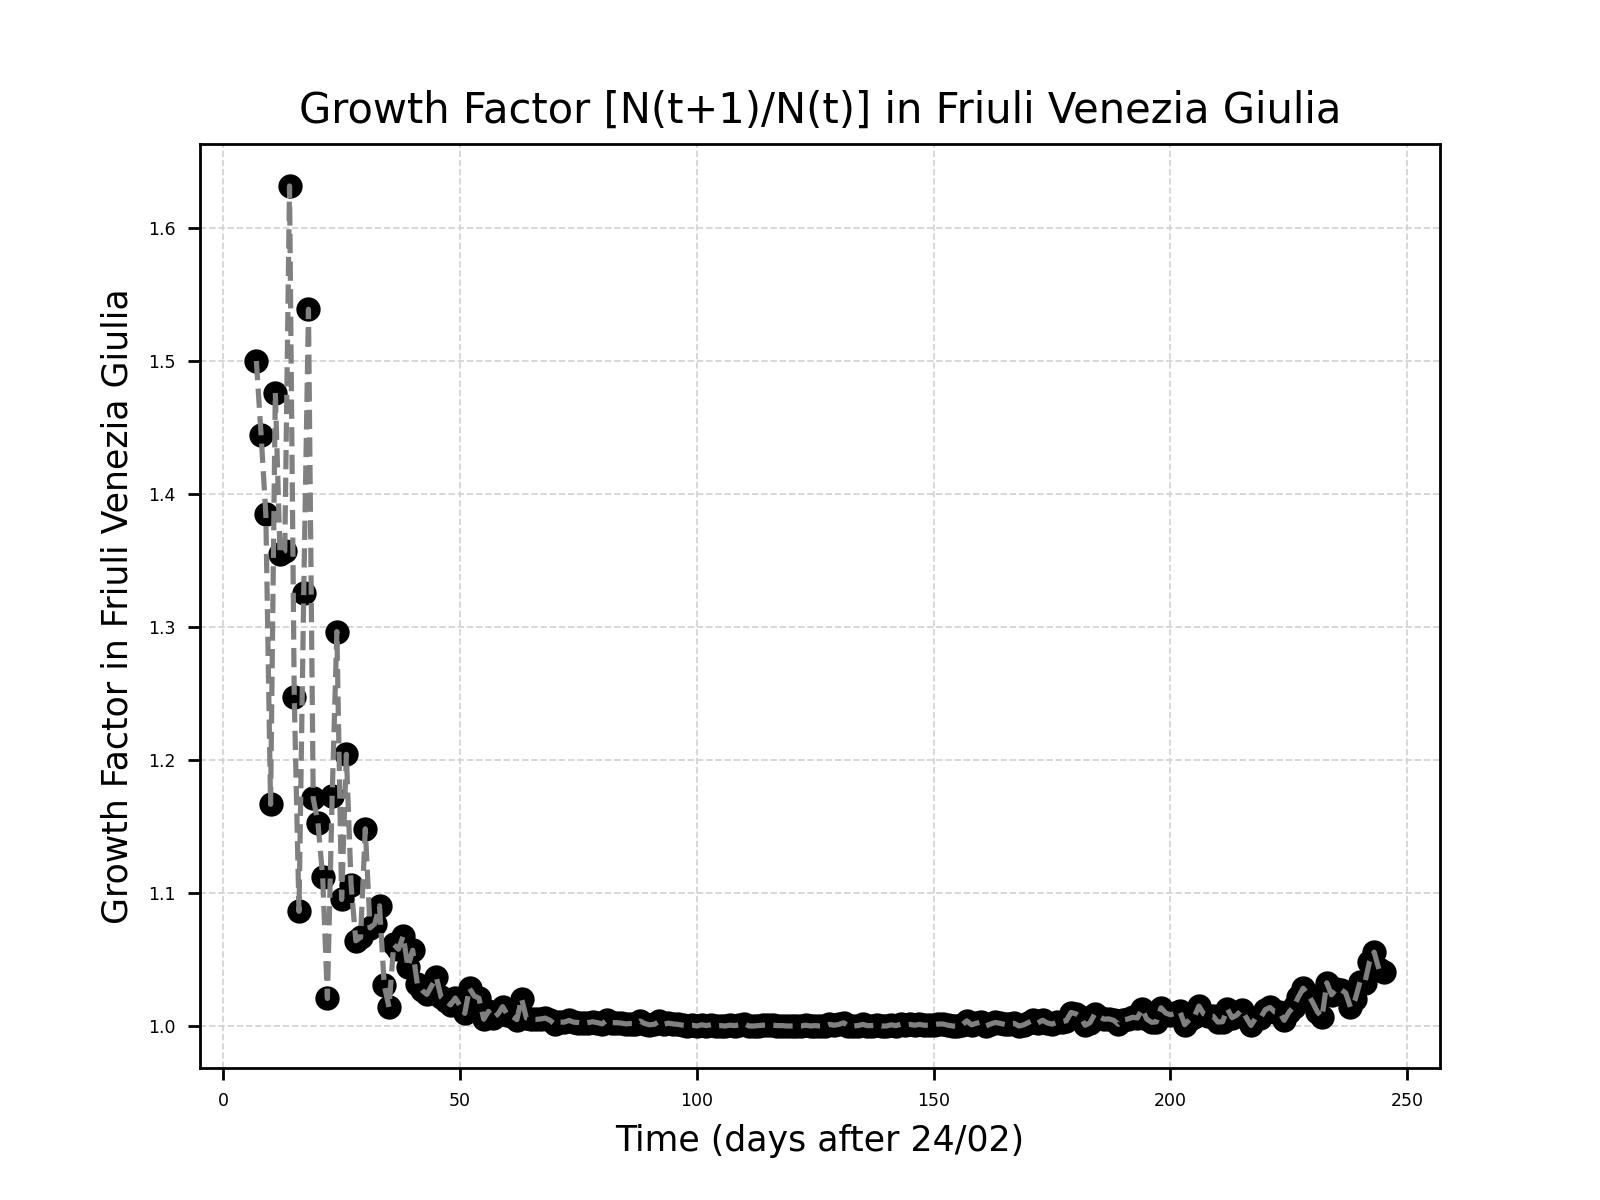 Growth Factor [N(t+1)/N(t)] in Friuli Venezia Giulia
Growth Factor in Friuli Venezia Giulia
1.6
1.5
1.4
1.3
1.2
1.1
1.0
0 50 100 150 200 250
Time (days after 24/02)